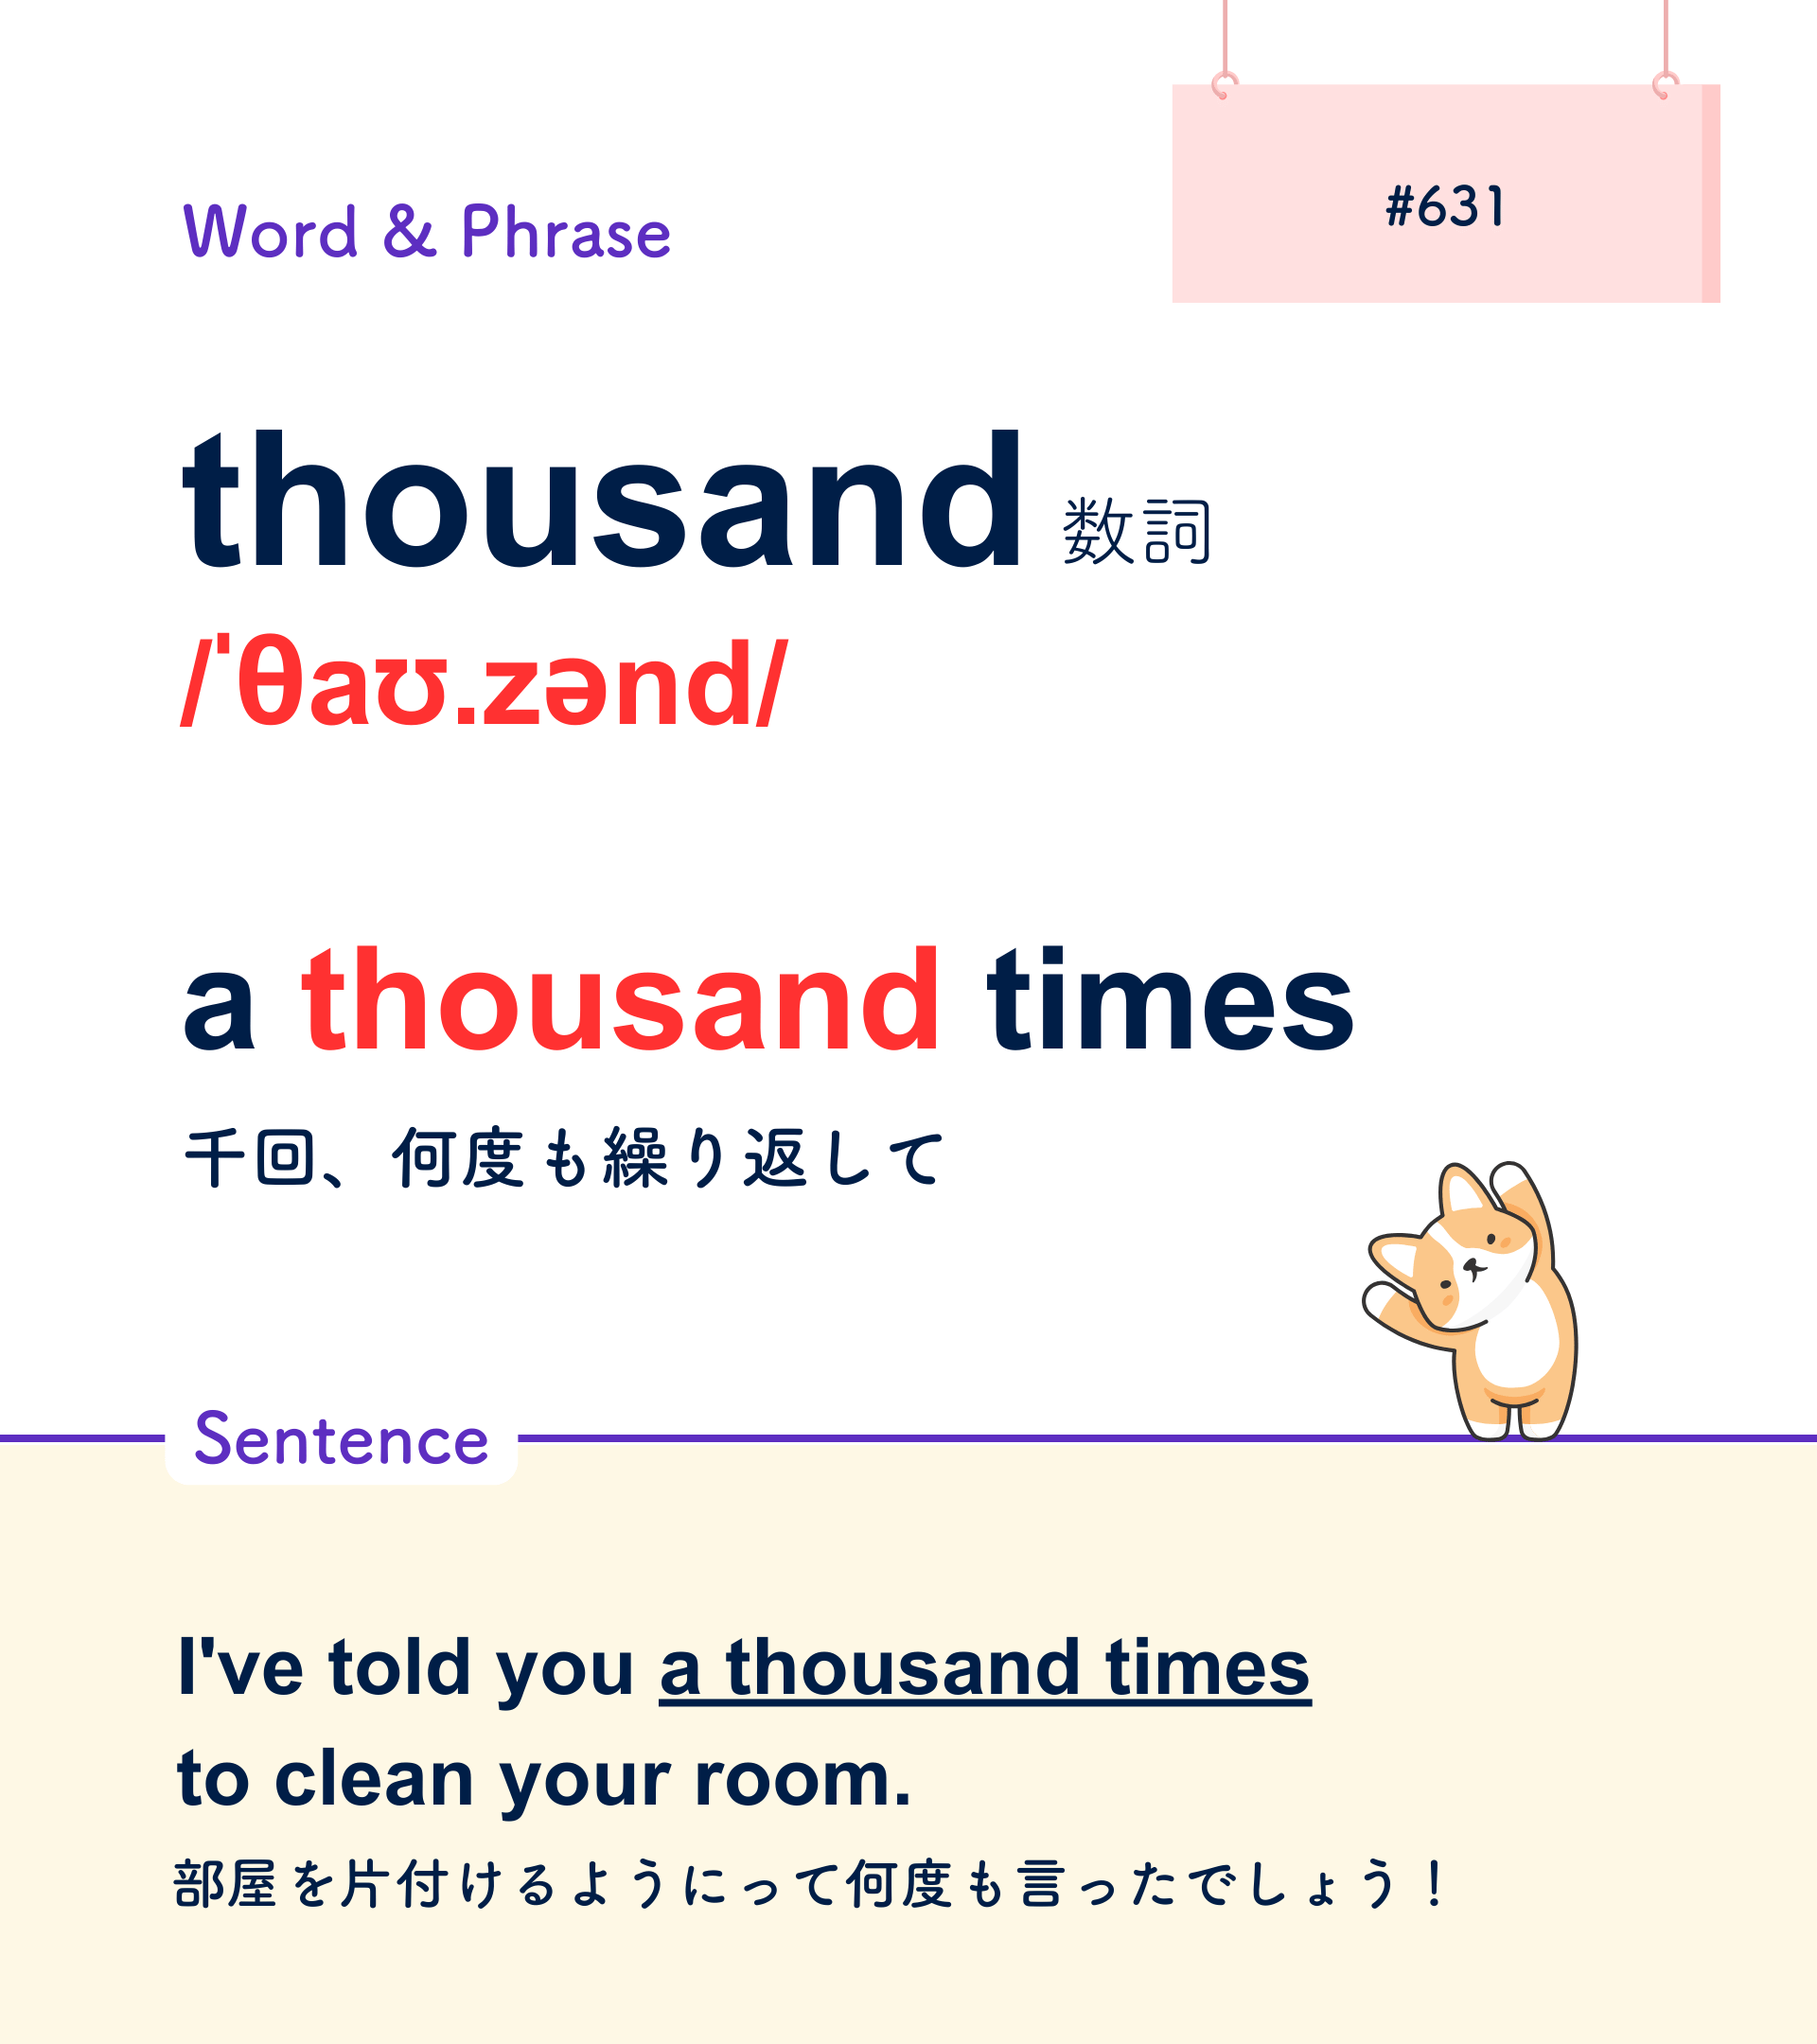 #631
Word & Phrase
thousand 数詞
/ˈθaʊ.zənd/
a thousand times
千回、何度も繰り返して
Sentence
I've told you a thousand times
to clean your room.
部屋を片付けるようにって何度も言ったでしょう！